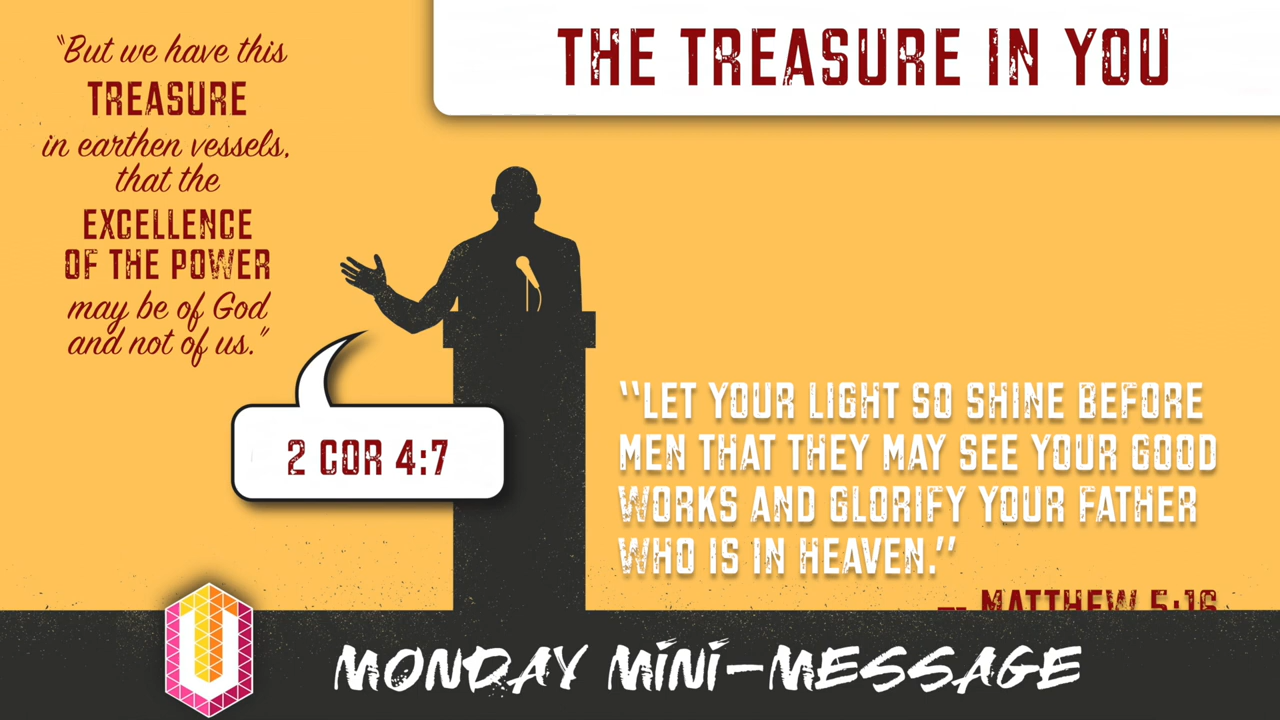 THE TREASURE IN YOU
"But we have this
TREASURE
in earthen vessels,
that the
EXCELLENCE
OF THE POWER
may be of God
and not of us."
2 COR 4:7
"LET YOUR LIGHT SO SHINE BEFORE
MEN THAT THEY MAY SEE YOUR GOOD
WORKS AND GLORIFY YOUR FATHER
WHO IS IN HEAVEN."
-- MATTHEW 5:16
U
MONDAY MINI-MESSAGE